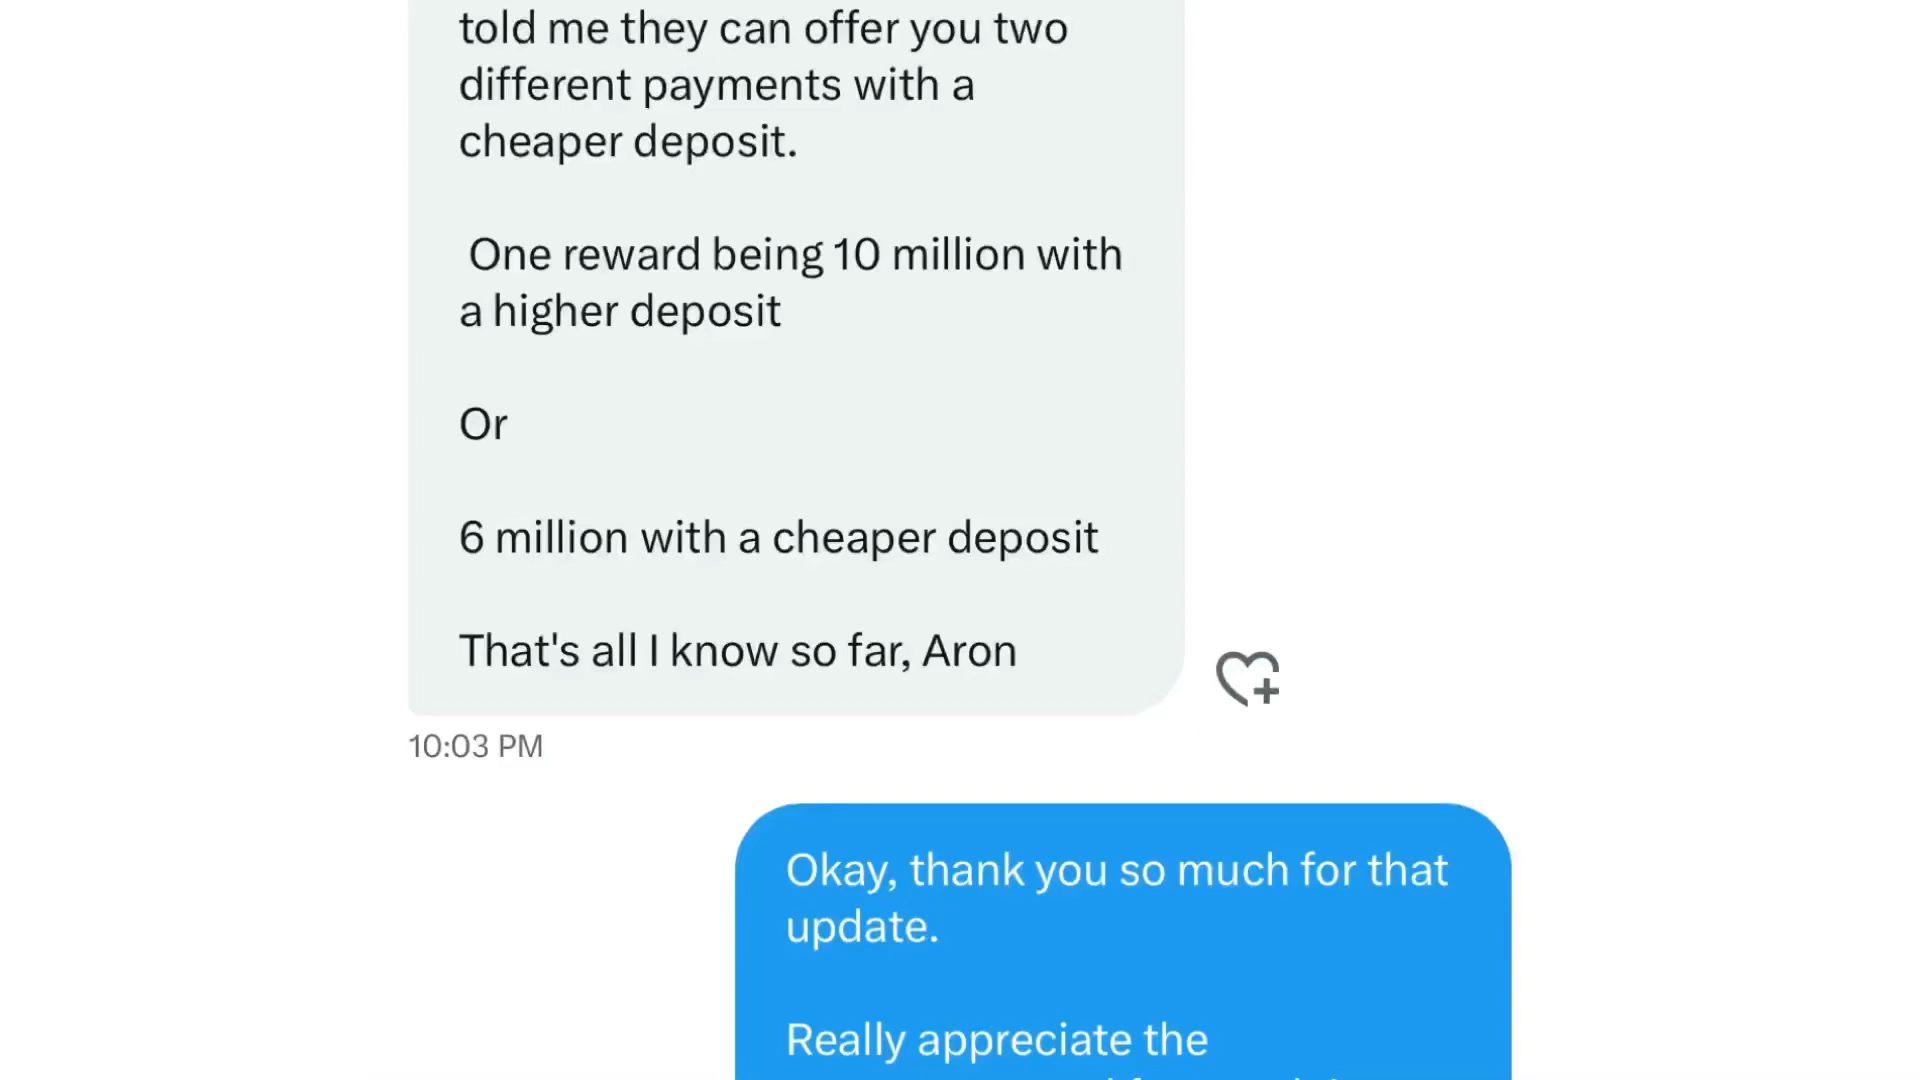 told me they can offer you two
different payments with a
cheaper deposit.
One reward being 10 million with
a higher deposit
Or
6 million with a cheaper deposit
That's all I know so far, Aron
10:03 PM
Okay, thank you so much for that
update.
Really appreciate the